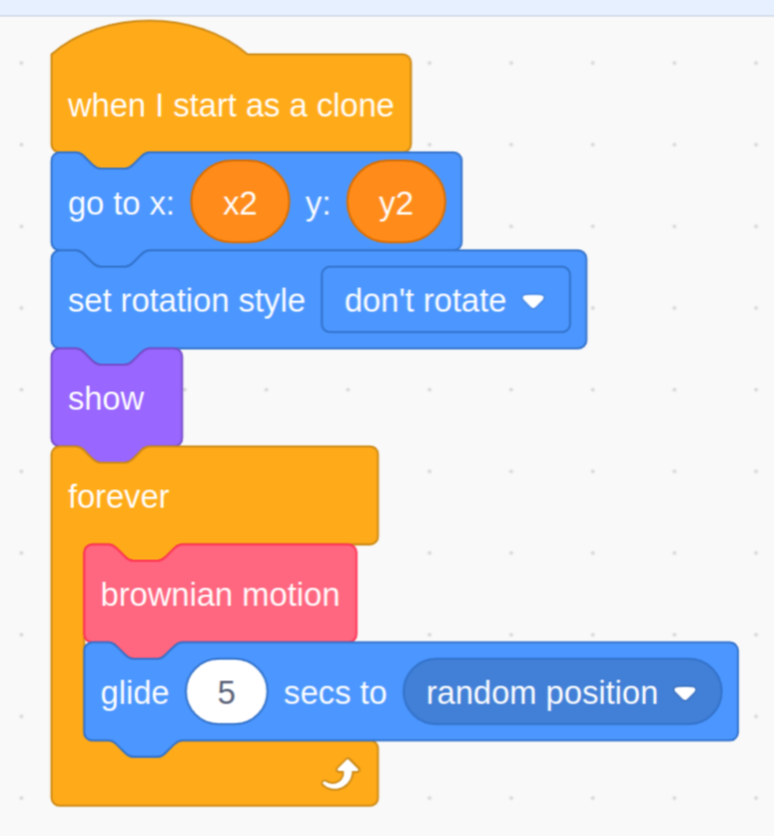 when I start as a clone
go to x: x2 y: y2
set rotation style don't rotate
show
forever
brownian motion
glide 5 secs to random position